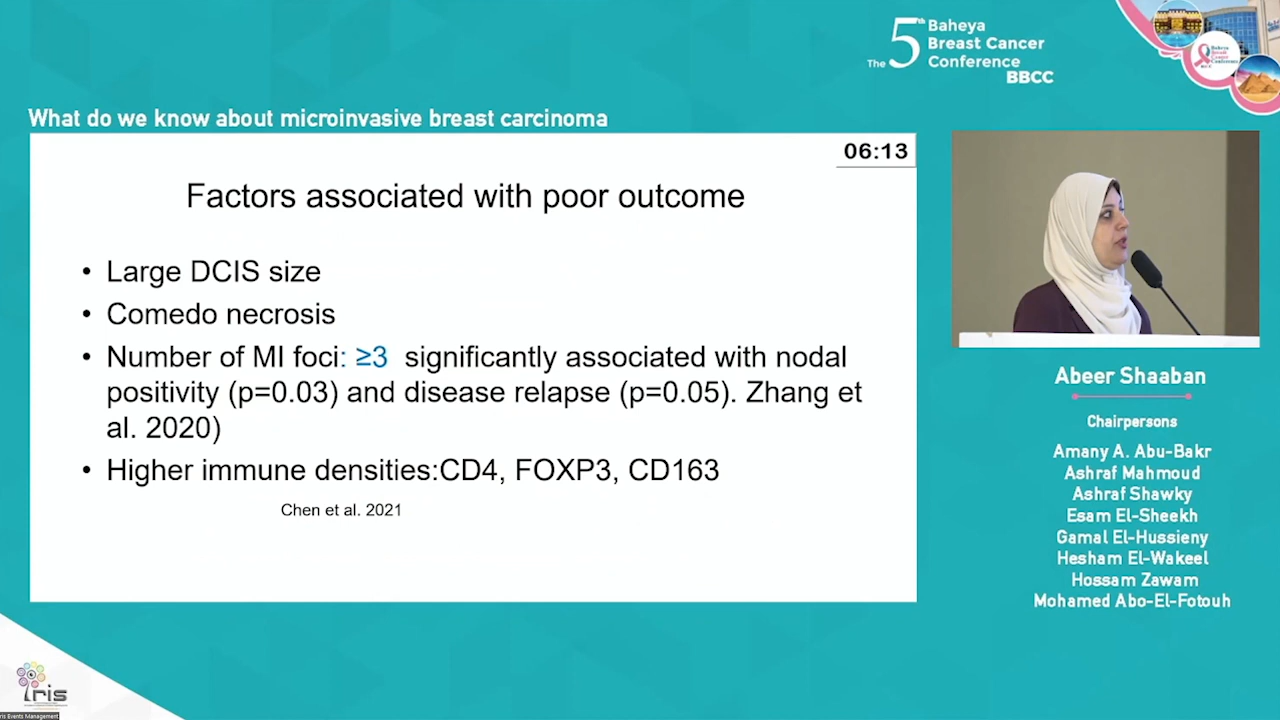 The 5th Baheya
Breast Cancer
Conference
BBCC
What do we know about microinvasive breast carcinoma
06:13
Factors associated with poor outcome
• Large DCIS size
• Comedo necrosis
• Number of MI foci: ≥3 significantly associated with nodal
positivity (p=0.03) and disease relapse (p=0.05). Zhang et
al. 2020)
• Higher immune densities:CD4, FOXP3, CD163
Chen et al. 2021
Abeer Shaaban
Chairpersons
Amany A. Abu-Bakr
Ashraf Mahmoud
Ashraf Shawky
Esam El-Sheekh
Gamal El-Hussieny
Hesham El-Wakeel
Hossam Zawam
Mohamed Abo-El-Fotouh
Iris
Iris Events Management